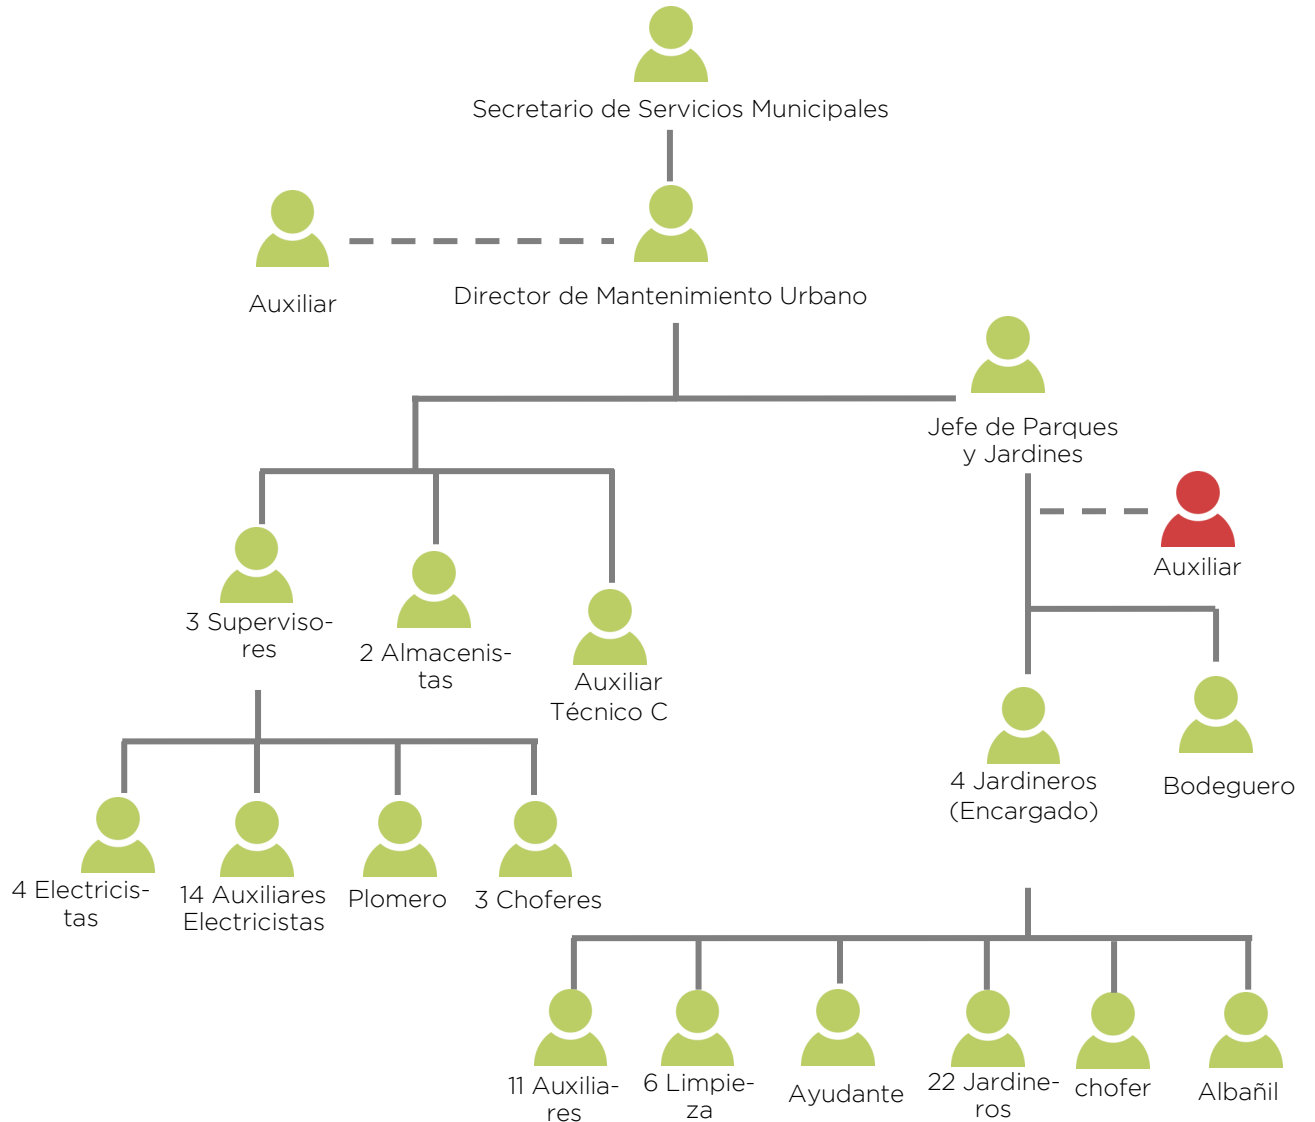 Secretario de Servicios Municipales
Auxiliar
Director de Mantenimiento Urbano
Jefe de Parques
y Jardines
Auxiliar
3 Superviso-
res
2 Almacenis-
tas
Auxiliar
Técnico C
4 Jardineros
(Encargado)
Bodeguero
4 Electricis-
tas
14 Auxiliares
Electricistas
Plomero
3 Choferes
11 Auxilia-
res
6 Limpie-
za
Ayudante
22 Jardine-
ros
chofer
Albañil